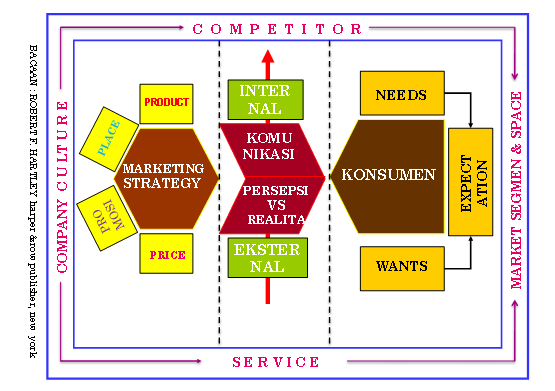 COMPETITOR
BACAAN : ROBERT F. HARTLEY harper &row publisher, new york
COMPANY CULTURE
PRODUCT
PLACE
MARKETING
STRATEGY
PRO
MOSI
PRICE
INTER
NAL
KOMU
NIKASI
PERSEPSI
VS
REALITA
EKSTER
NAL
NEEDS
KONSUMEN
EXPECT
ATION
WANTS
MARKET SEGMEN & SPACE
SERVICE